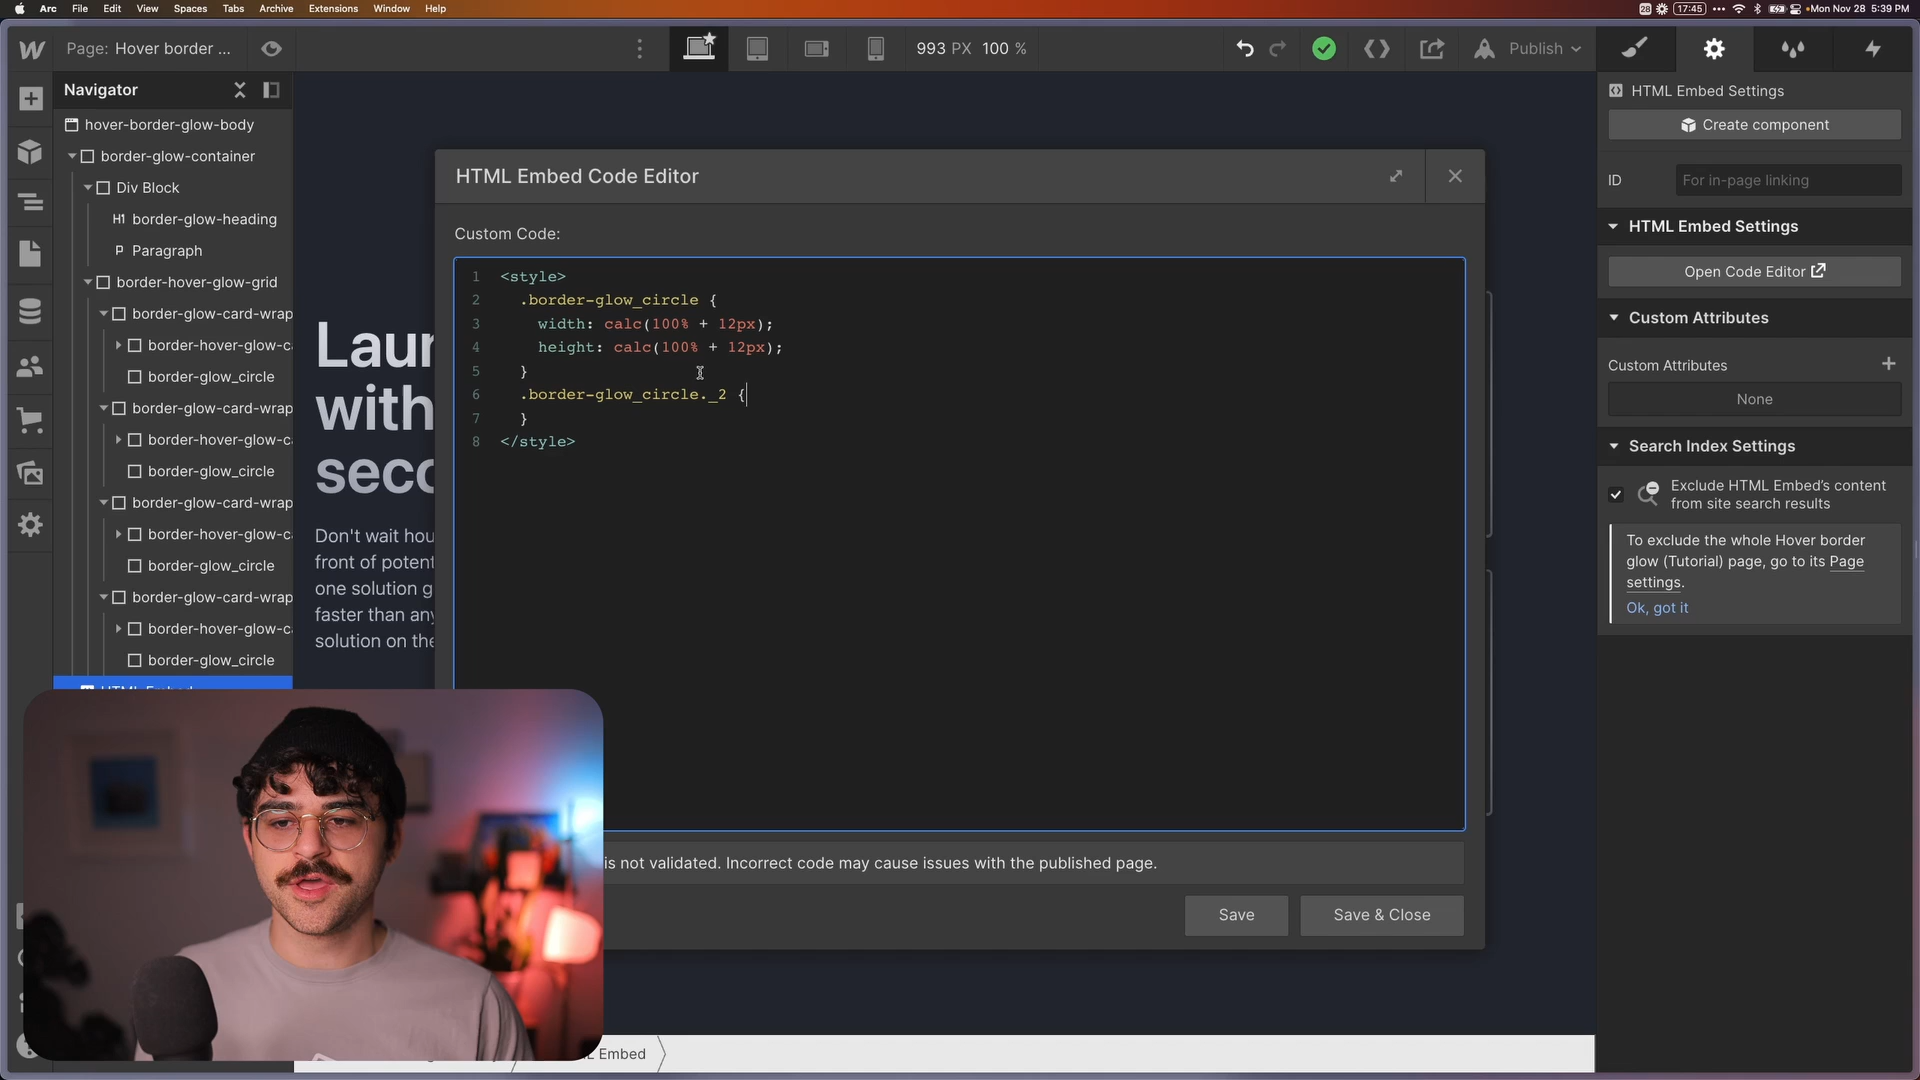 Arc File Edit View Spaces Tabs Archive Extensions Window Help
28 17:45 Mon Nov 28 5:39 PM
Page: Hover border ...
993 PX 100 %
Publish
Navigator
hover-border-glow-body
border-glow-container
Div Block
H1 border-glow-heading
P Paragraph
border-hover-glow-grid
border-glow-card-wrap
border-hover-glow-c
border-glow_circle
border-glow-card-wrap
border-hover-glow-c
border-glow_circle
border-glow-card-wrap
border-hover-glow-c
border-glow_circle
border-glow-card-wrap
border-hover-glow-c
border-glow_circle
HTML Embed
with
seco
Don't wait hou
front of potent
one solution g
faster than any
solution on the
HTML Embed Code Editor
Custom Code:
1 <style>
2 .border-glow_circle {
3 width: calc(100% + 12px);
4 height: calc(100% + 12px);
5 }
6 .border-glow_circle._2 {
7 }
8 </style>
is not validated. Incorrect code may cause issues with the published page.
Save Save & Close
Embed
HTML Embed Settings
Create component
ID For in-page linking
HTML Embed Settings
Open Code Editor
Custom Attributes
Custom Attributes
None
Search Index Settings
Exclude HTML Embed's content
from site search results
To exclude the whole Hover border
glow (Tutorial) page, go to its Page
settings.
Ok, got it